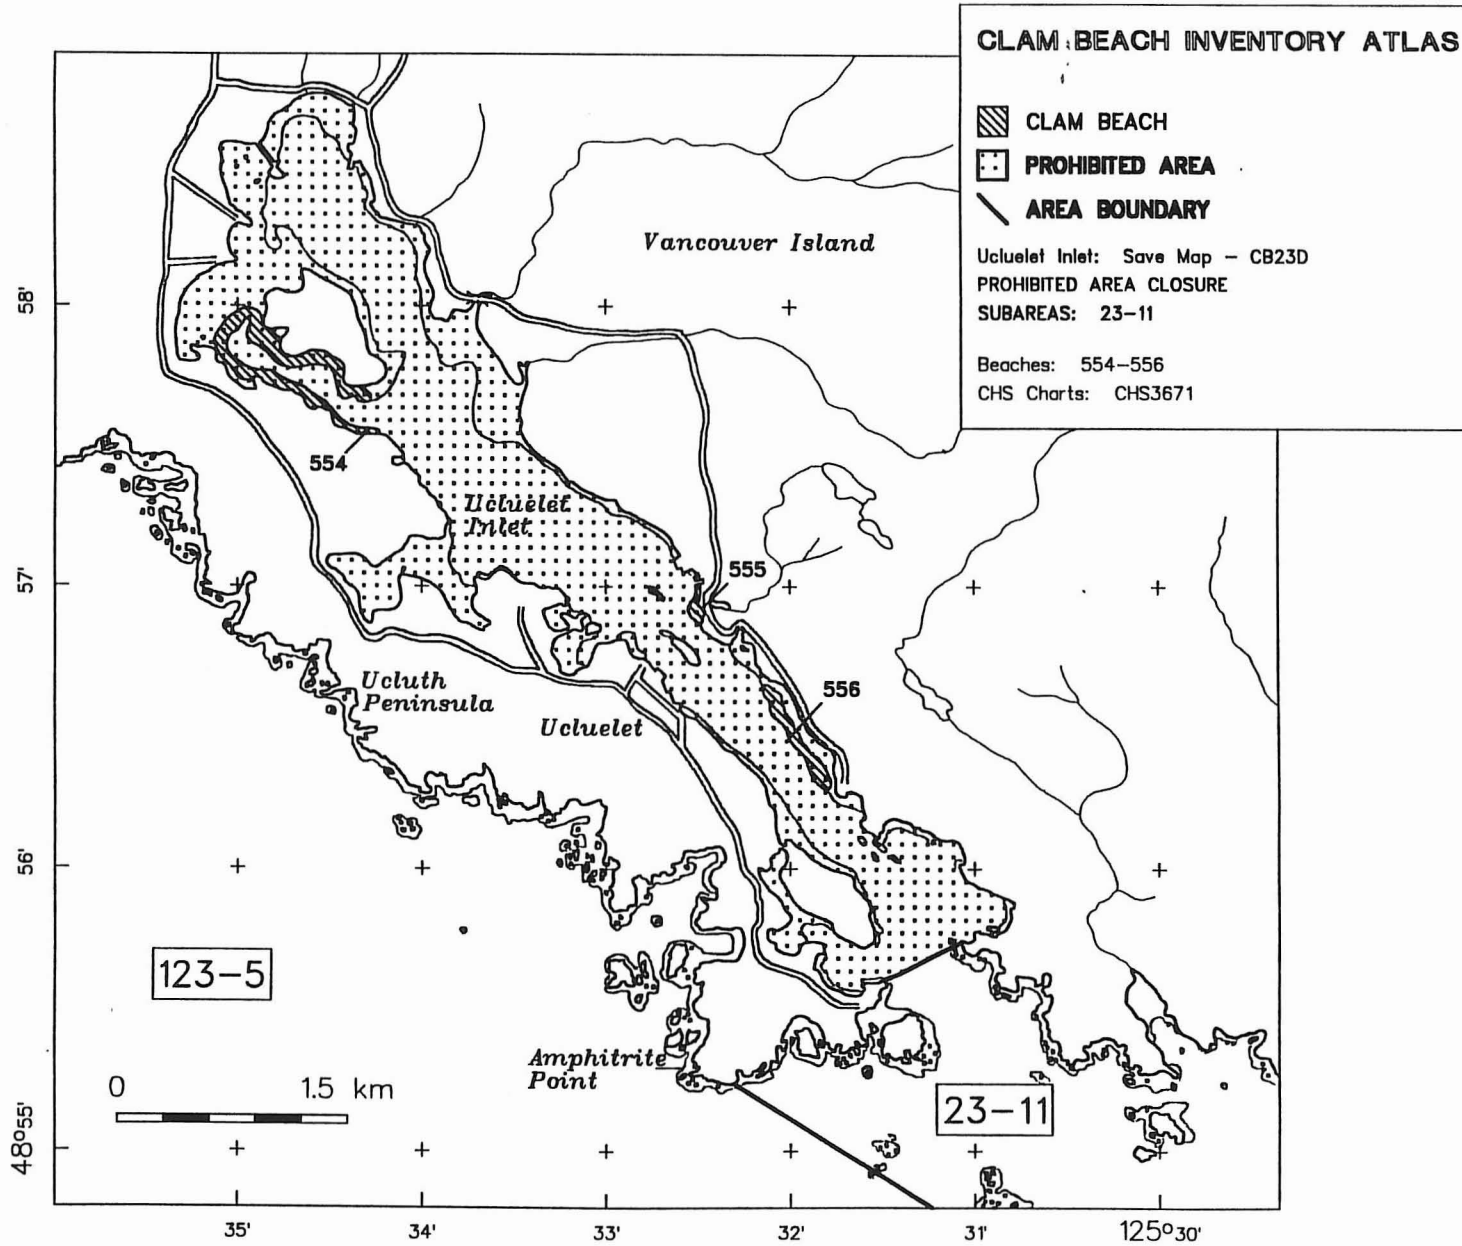 CLAM BEACH INVENTORY ATLAS
CLAM BEACH
PROHIBITED AREA
AREA BOUNDARY
Ucluelet Inlet: Save Map – CB23D
PROHIBITED AREA CLOSURE
SUBAREAS: 23–11
Beaches: 554–556
CHS Charts: CHS3671
Vancouver Island
58'
554
Ucluelet
Inlet
57'
555
Ucluth
Peninsula
556
Ucluelet
56'
123–5
Amphitrite
Point
0 1.5 km
23–11
48°55'
35' 34' 33' 32' 31' 125°30'